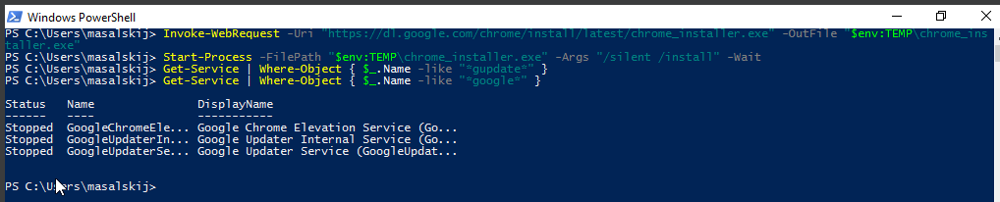 Windows PowerShell
PS C:\Users\masalskij> Invoke-WebRequest -Uri "https://dl.google.com/chrome/install/latest/chrome_installer.exe" -OutFile "$env:TEMP\chrome_ins
taller.exe"
PS C:\Users\masalskij> Start-Process -FilePath "$env:TEMP\chrome_installer.exe" -Args "/silent /install" -Wait
PS C:\Users\masalskij> Get-Service | Where-Object { $_.Name -like "*gupdate*" }
PS C:\Users\masalskij> Get-Service | Where-Object { $_.Name -like "*google*" }
Status   Name               DisplayName
------   ----               -----------
Stopped  GoogleChromeEle... Google Chrome Elevation Service (Go...
Stopped  GoogleUpdaterIn... Google Updater Internal Service (Go...
Stopped  GoogleUpdaterSe... Google Updater Service (GoogleUpdat...
PS C:\Users\masalskij>